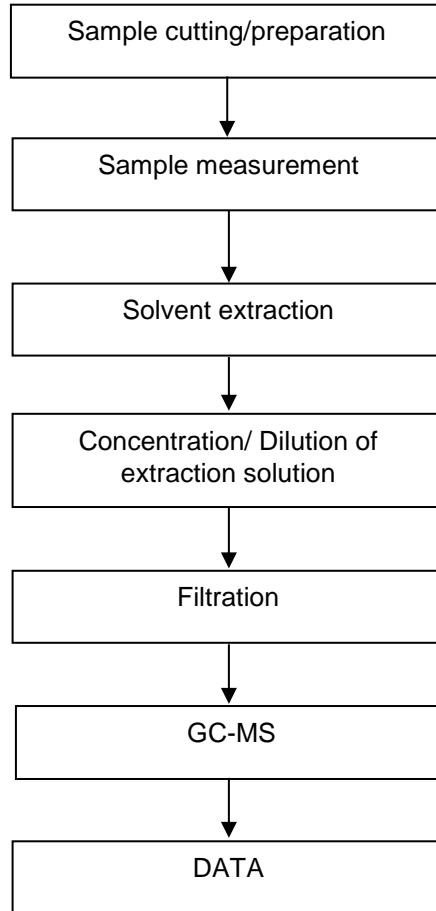 Sample cutting/preparation
Sample measurement
Solvent extraction
Concentration/ Dilution of
extraction solution
Filtration
GC-MS
DATA